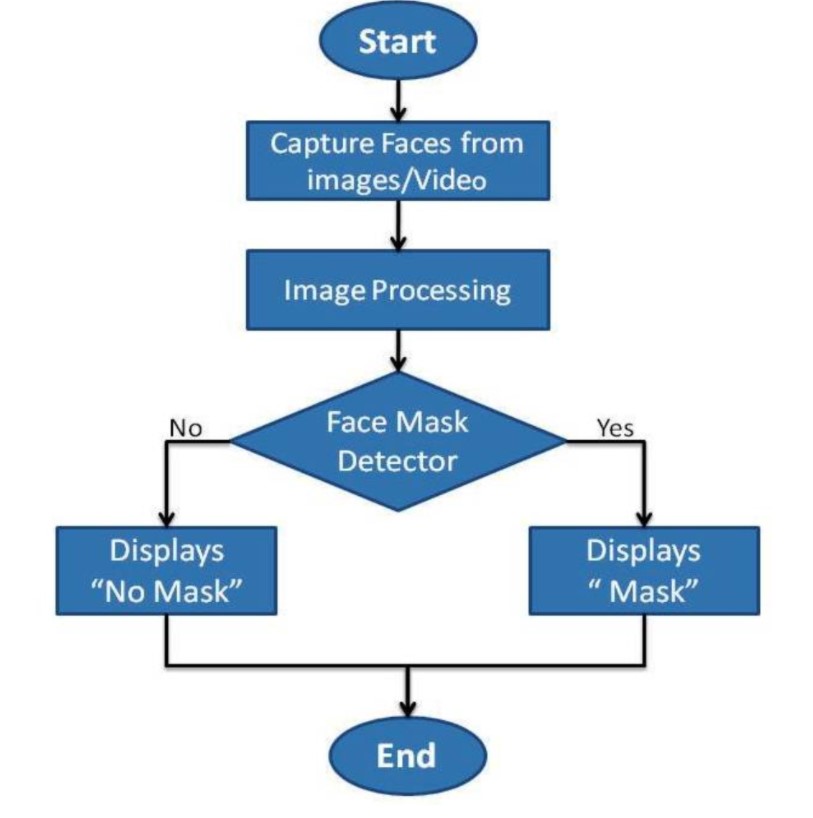 Start
Capture Faces from
images/Video
Image Processing
Face Mask
Detector
No
Yes
Displays
“No Mask”
Displays
“ Mask”
End